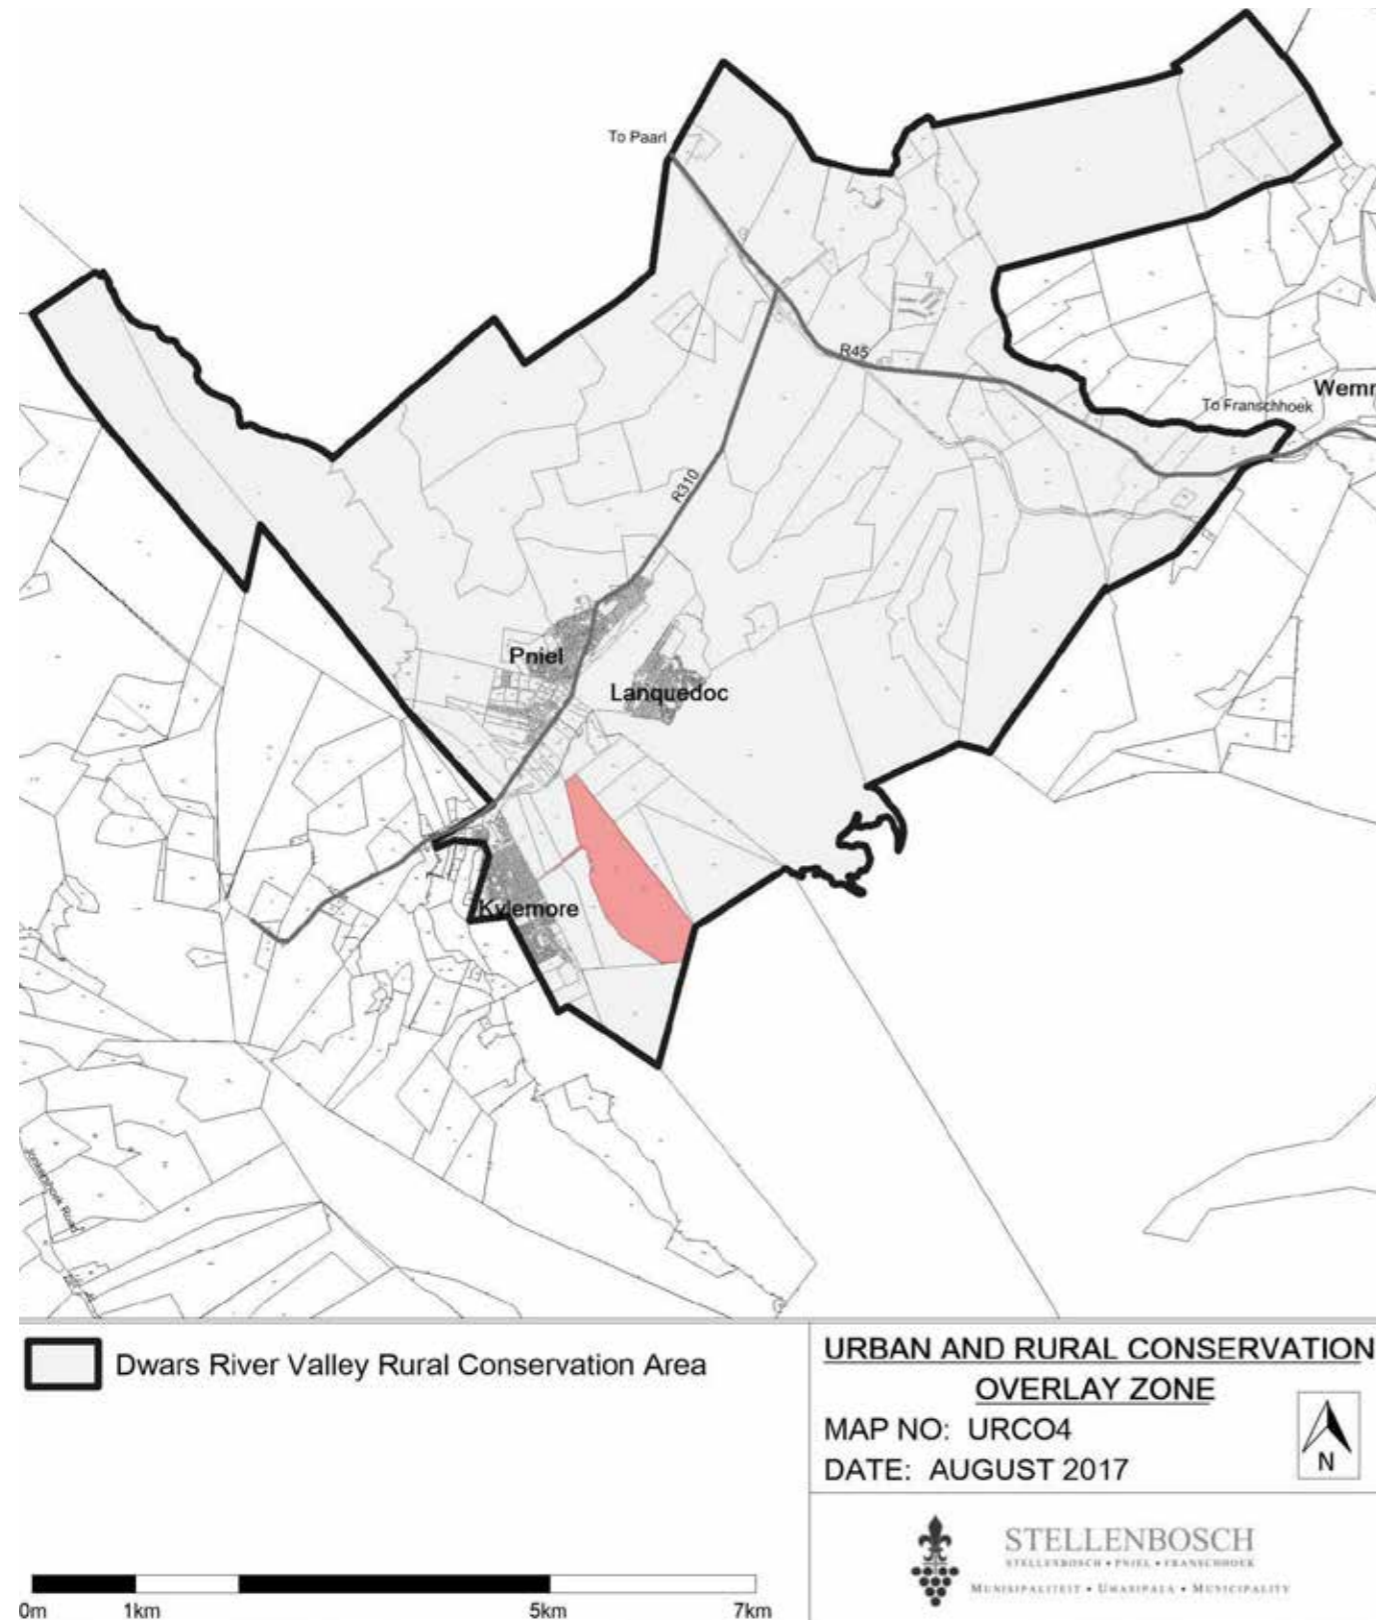 To Paarl
R45
Wemr
To Franschhoek
R310
Pniel
Lanquedoc
Kylemore
Jonkershoek Road
Dwars River Valley Rural Conservation Area
URBAN AND RURAL CONSERVATION
OVERLAY ZONE
MAP NO: URCO4
DATE: AUGUST 2017
N
STELLENBOSCH
STELLENBOSCH • PNIEL • FRANSCHHOEK
MUNISIPALITEIT • UMASIPALA • MUNICIPALITY
0m 1km 5km 7km